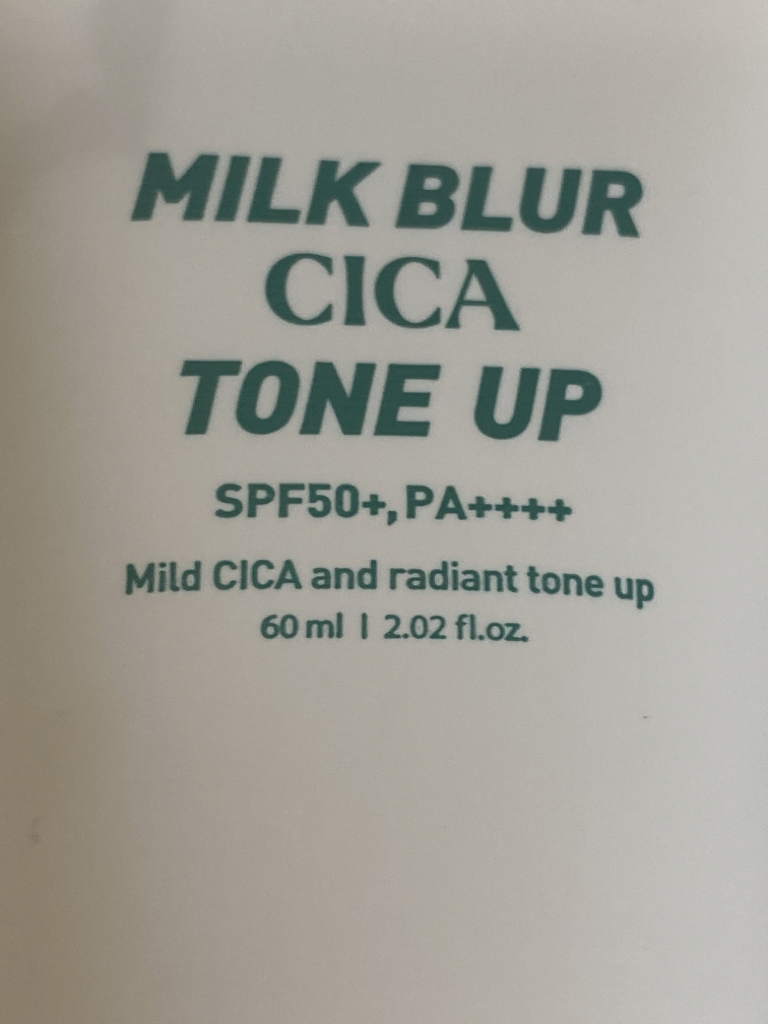 MILK BLUR
CICA
TONE UP
SPF50+, PA++++
Mild CICA and radiant tone up
60 ml | 2.02 fl.oz.